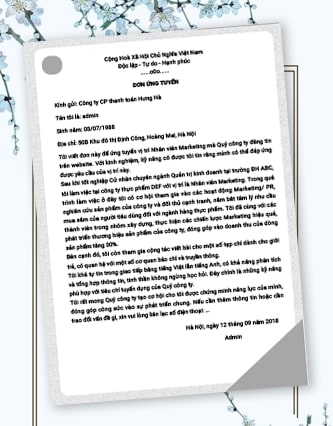 Cộng Hoà Xã Hội Chủ Nghĩa Việt Nam
Độc lập - Tự do - Hạnh phúc
......o0o......
ĐƠN ỨNG TUYỂN
Kính gửi: Công ty CP thanh toán Hưng Hà
Tên tôi là: admin
Sinh năm: 03/07/1988
Địa chỉ: 50B Khu đô thị Định Công, Hoàng Mai, Hà Nội
Tôi viết đơn này để ứng tuyển vị trí Nhân viên Marketing mà Quý công ty đăng tin
trên website. Với kinh nghiệm, kỹ năng có được tôi tin rằng mình có thể đáp ứng
được yêu cầu của vị trí này.
Sau khi tốt nghiệp Cử nhân chuyên ngành Quản trị kinh doanh tại trường ĐH ABC,
tôi làm việc tại công ty thực phẩm DEF với vị trí là Nhân viên Marketing. Trong quá
trình làm việc ở đây tôi có cơ hội tham gia vào các hoạt động Marketing/ PR,
nghiên cứu sản phẩm của công ty và đối thủ cạnh tranh, nắm bắt tâm lý nhu cầu
mua sắm của người tiêu dùng đối với ngành hàng thực phẩm. Tôi đã cùng với các
thành viên trong nhóm xây dựng, thực hiện các chiến lược Marketing hiệu quả,
phát triển thương hiệu sản phẩm của công ty, đóng góp vào doanh thu của dòng
sản phẩm tăng 30%.
Bên cạnh đó, tôi còn tham gia cộng tác viết bài cho một số tạp chí dành cho giới
trẻ, có quan hệ với một số cơ quan báo chí và truyền thông.
Tôi khá tự tin trong giao tiếp bằng tiếng Việt lẫn tiếng Anh, có khả năng phân tích
và tổng hợp thông tin, tinh thần không ngừng học hỏi. Đây chính là những kỹ năng
phù hợp với tiêu chí tuyển dụng của Quý công ty.
Tôi rất mong Quý công ty tạo cơ hội cho tôi được chứng minh năng lực của mình,
đóng góp công sức vào sự phát triển chung. Nếu cần thêm thông tin hoặc cần
trao đổi vấn đề gì, xin vui lòng liên lạc số điện thoại: ...
Hà Nội, ngày 12 tháng 09 năm 2018
Admin